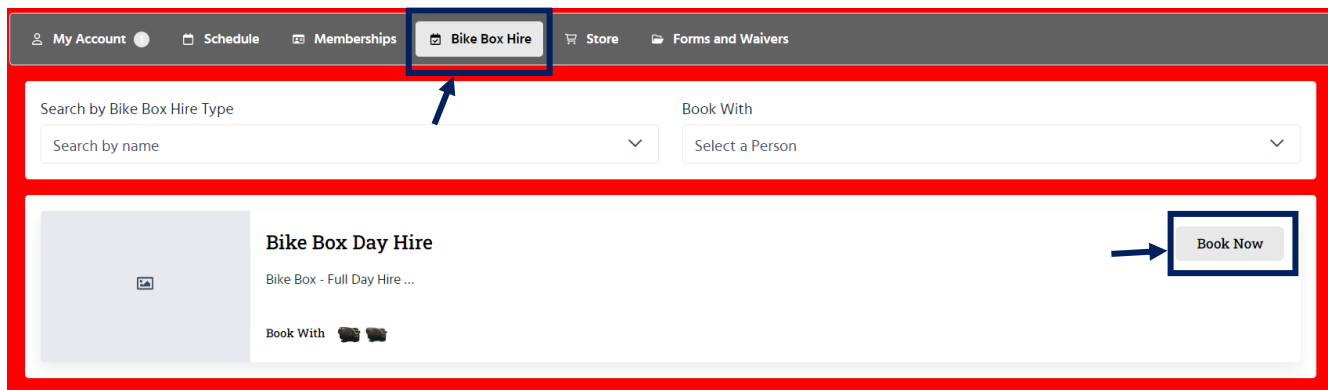 My Account
Schedule
Memberships
Bike Box Hire
Store
Forms and Waivers
Search by Bike Box Hire Type
Book With
Search by name
Select a Person
Bike Box Day Hire
Book Now
Bike Box - Full Day Hire ...
Book With